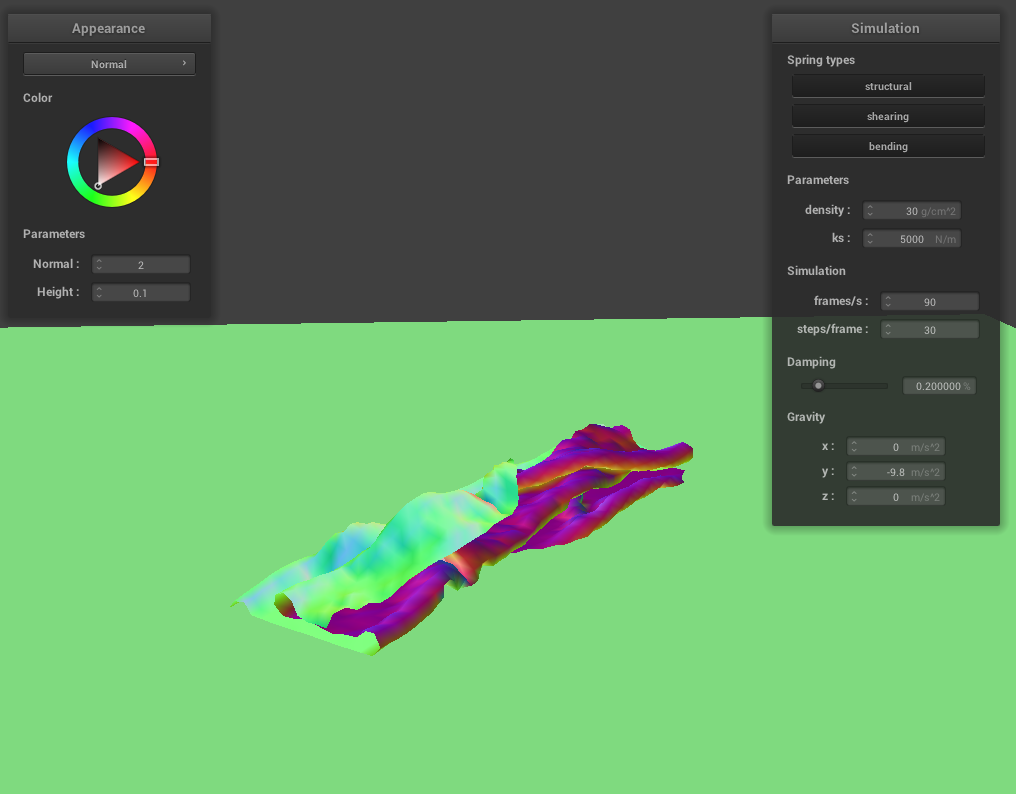 Appearance
Normal
Color
Parameters
Normal :
2
Height :
0.1
Simulation
Spring types
structural
shearing
bending
Parameters
density :
30 g/cm^2
ks :
5000 N/m
Simulation
frames/s :
90
steps/frame :
30
Damping
0.200000 %
Gravity
x :
0 m/s^2
y :
-9.8 m/s^2
z :
0 m/s^2